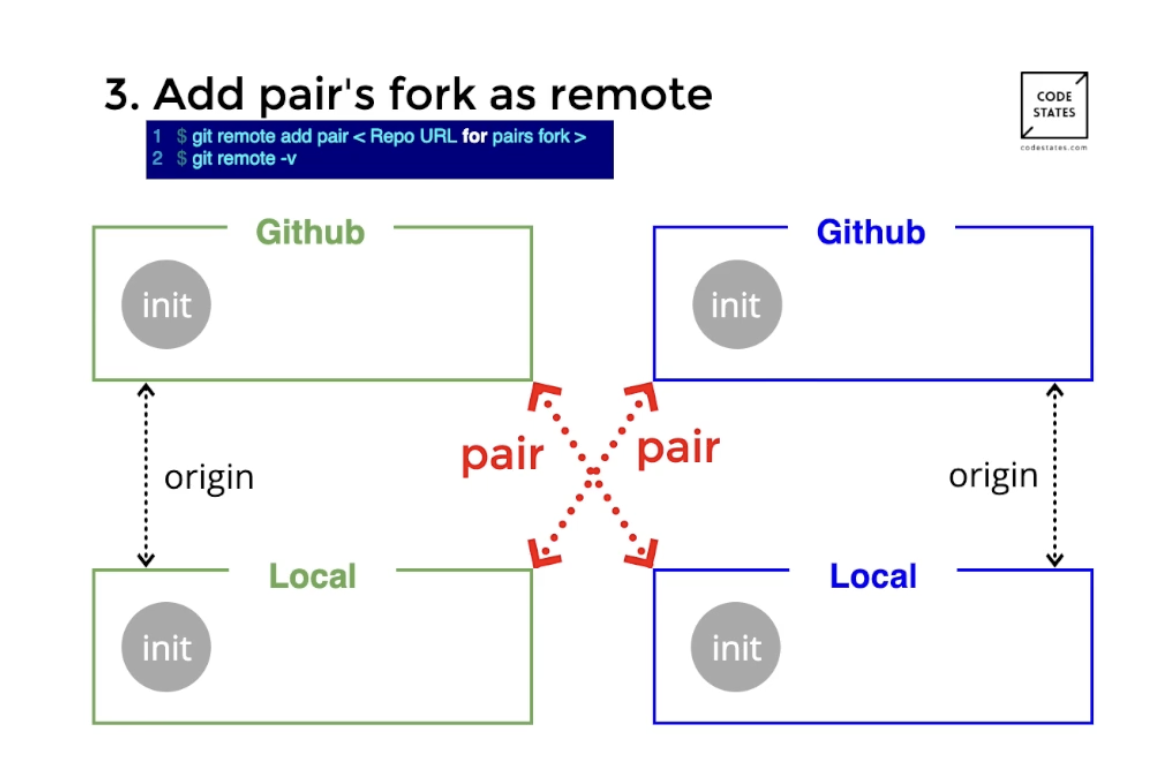 3. Add pair's fork as remote
CODE
STATES
codestates.com
1 $ git remote add pair < Repo URL for pairs fork >
2 $ git remote -v
Github
Github
init
init
pair
pair
origin
origin
Local
Local
init
init